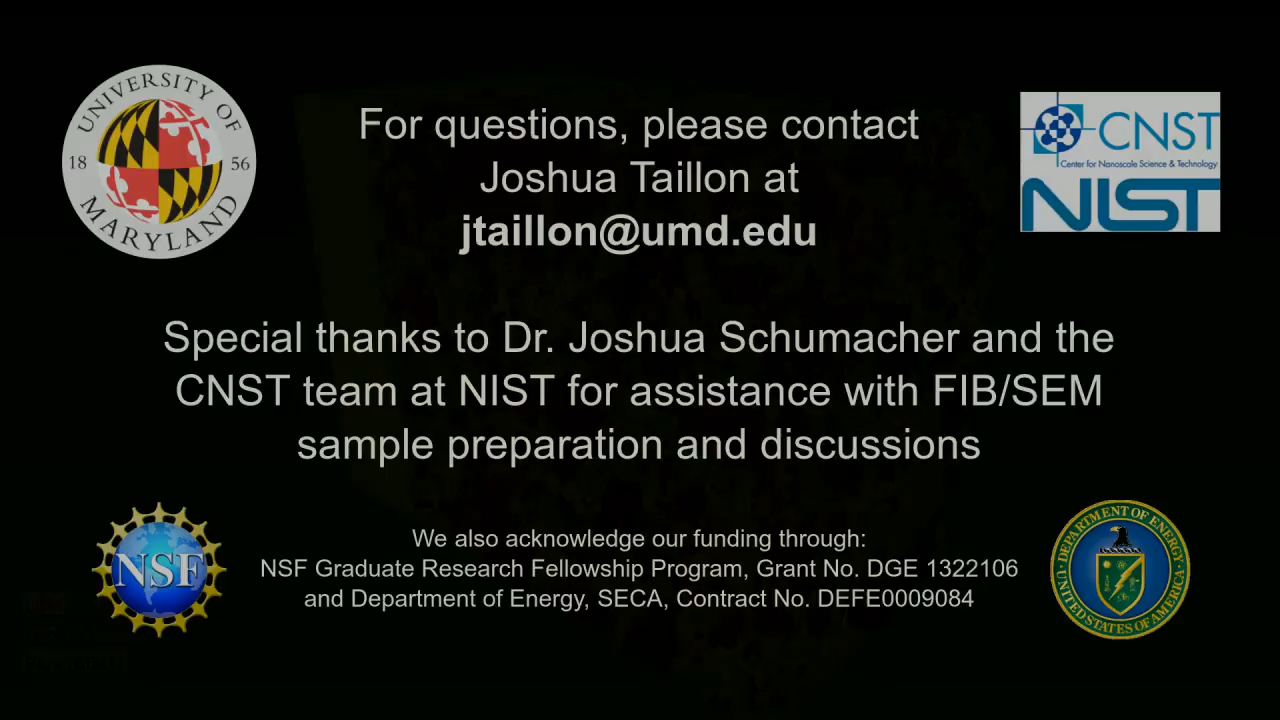 UNIVERSITY OF
18 56
MARYLAND
For questions, please contact
Joshua Taillon at
jtaillon@umd.edu
CNST
Center for Nanoscale Science & Technology
NIST
Special thanks to Dr. Joshua Schumacher and the
CNST team at NIST for assistance with FIB/SEM
sample preparation and discussions
NSF
We also acknowledge our funding through:
NSF Graduate Research Fellowship Program, Grant No. DGE 1322106
and Department of Energy, SECA, Contract No. DEFE0009084
DEPARTMENT OF ENERGY
UNITED STATES OF AMERICA